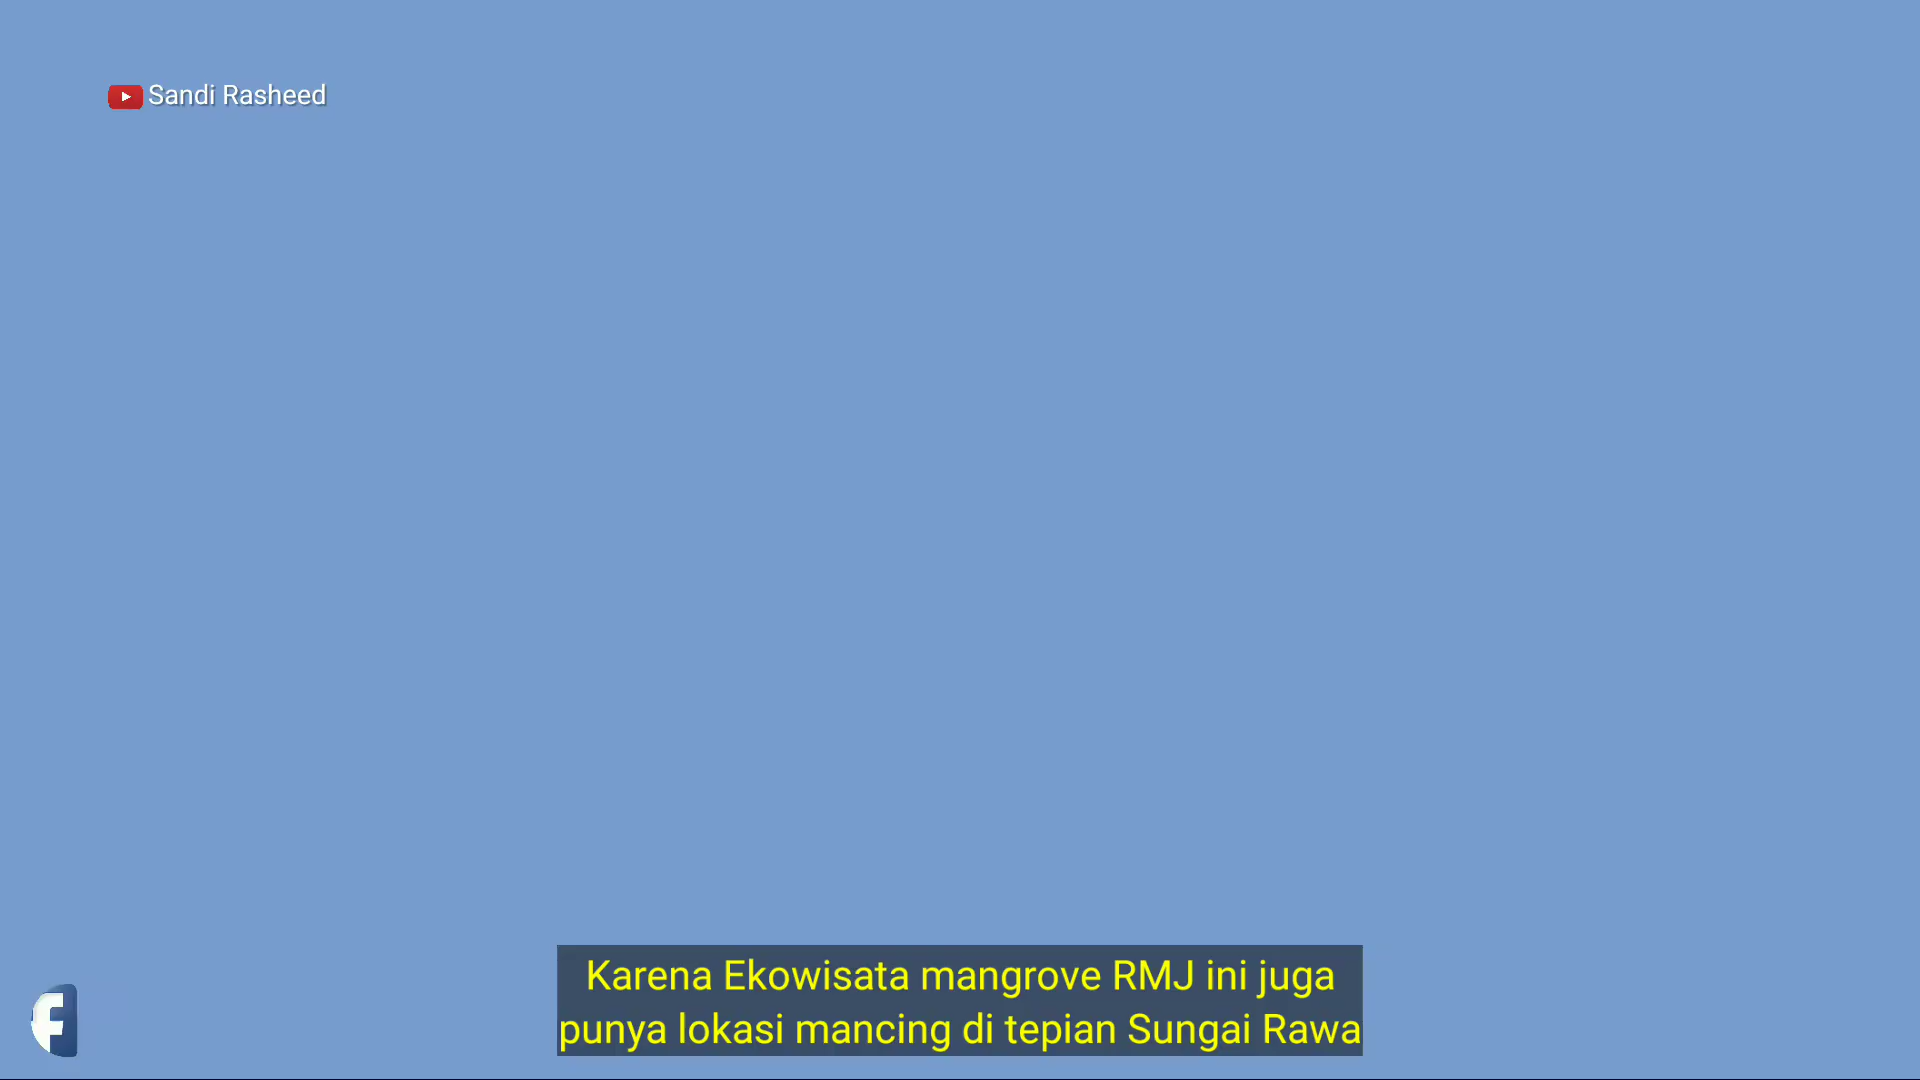 Sandi Rasheed
Karena Ekowisata mangrove RMJ ini juga
punya lokasi mancing di tepian Sungai Rawa
f